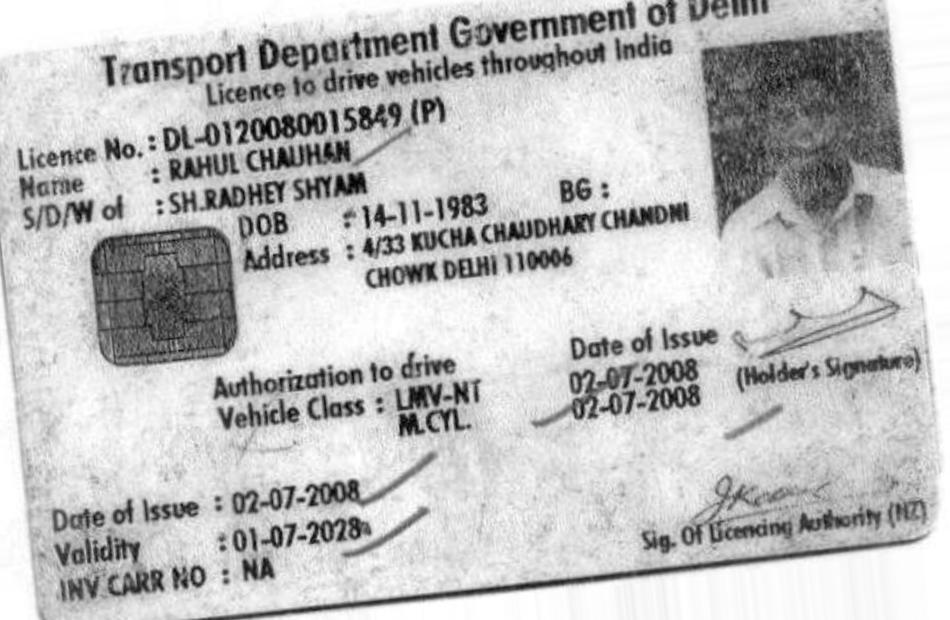 Transport Department Government of Delhi
Licence to drive vehicles throughout India
Licence No. : DL-0120080015849 (P)
Name : RAHUL CHAUHAN
S/D/W of : SH.RADHEY SHYAM
DOB : 14-11-1983 BG :
Address : 4/33 KUCHA CHAUDHARY CHANDNI
CHOWK DELHI 110006
Authorization to drive Date of Issue
Vehicle Class : LMV-NT 02-07-2008
M.CYL. 02-07-2008
(Holder's Signature)
Date of Issue : 02-07-2008
Validity : 01-07-2028
INV CARR NO : NA
Sig. Of Licencing Authority (NZ)